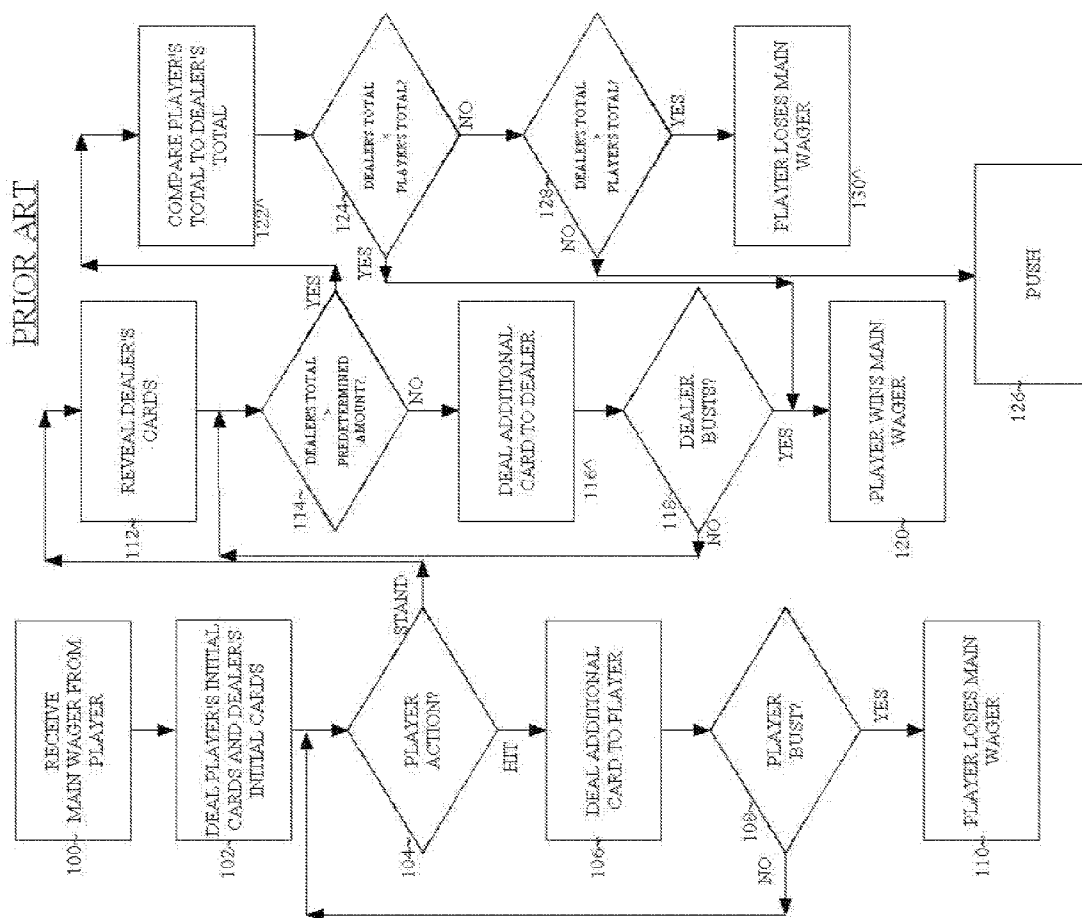 PRIOR ART
100~
RECEIVE
MAIN WAGER FROM
PLAYER
102~
DEAL PLAYER'S INITIAL
CARDS AND DEALER'S
INITIAL CARDS
104~
PLAYER
ACTION?
STAND
HIT
106~
DEAL ADDITIONAL
CARD TO PLAYER
108~
PLAYER
BUST?
NO
YES
110~
PLAYER LOSES MAIN
WAGER
112~
REVEAL DEALER'S
CARDS
114~
DEALER'S TOTAL
>
PREDETERMINED
AMOUNT?
YES
NO
116^
DEAL ADDITIONAL
CARD TO DEALER
118~
DEALER
BUSTS?
NO
YES
120~
PLAYER WINS MAIN
WAGER
122^
COMPARE PLAYER'S
TOTAL TO DEALER'S
TOTAL
124~
DEALER'S TOTAL
<
PLAYER'S TOTAL?
YES
NO
128~
DEALER'S TOTAL
>
PLAYER'S TOTAL?
NO
YES
130^
PLAYER LOSES MAIN
WAGER
126~
PUSH